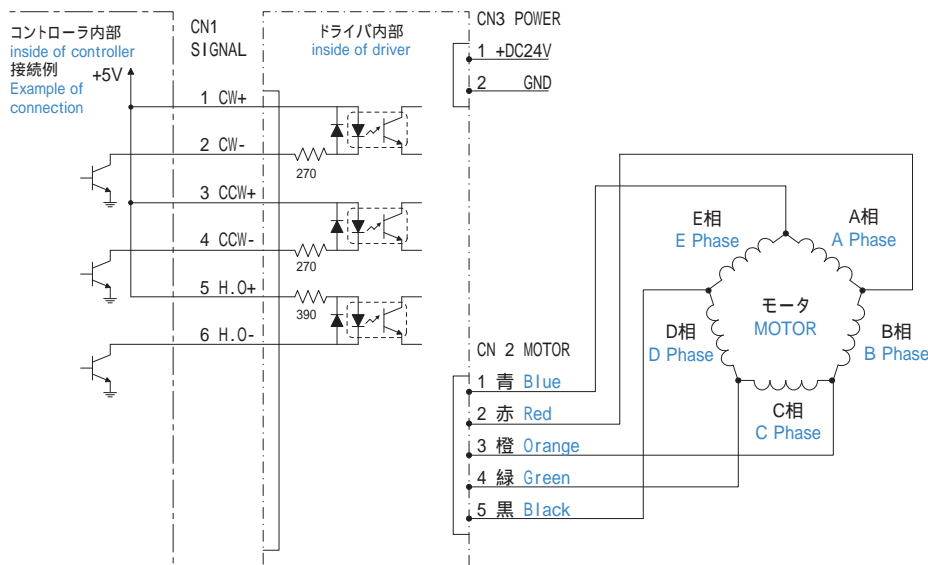 コントローラ内部
inside of controller
接続例
Example of
connection
+5V
CN1
SIGNAL
ドライバ内部
inside of driver
1 CW+
2 CW-
270
3 CCW+
4 CCW-
270
5 H.O+
390
6 H.O-
CN3 POWER
1 +DC24V
2 GND
CN 2 MOTOR
1 青 Blue
2 赤 Red
3 橙 Orange
4 緑 Green
5 黒 Black
E相
E Phase
A相
A Phase
モータ
MOTOR
D相
D Phase
B相
B Phase
C相
C Phase